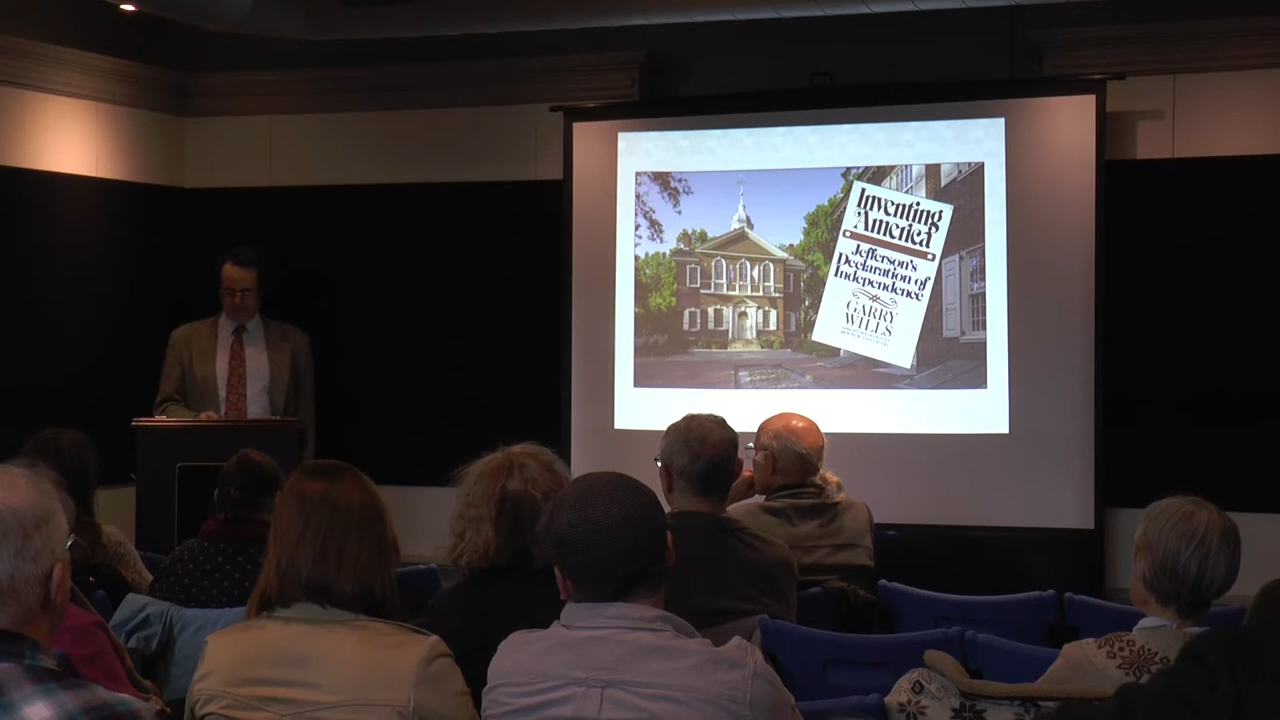 Inventing
America
Jefferson's
Declaration of
Independence
GARRY
WILLS